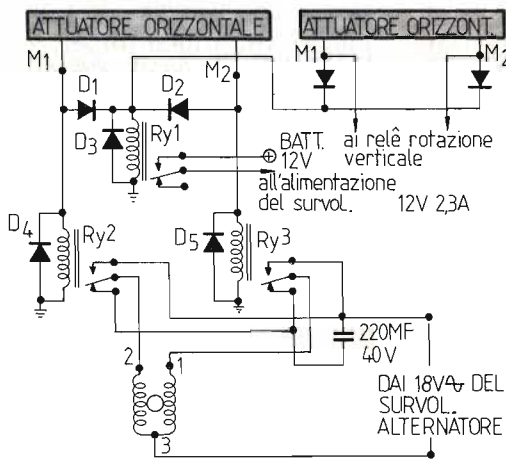 ATTUATORE ORIZZONTALE
ATTUATORE ORIZZONT.
M1
M2
M1
M2
D1
D2
D3
Ry1
BATT.
12V
ai relê rotazione
verticale
all'alimentazione
del survol. 12V 2,3A
D4
Ry2
D5
Ry3
220MF
40V
2
1
3
DAI 18V DEL
SURVOL.
ALTERNATORE